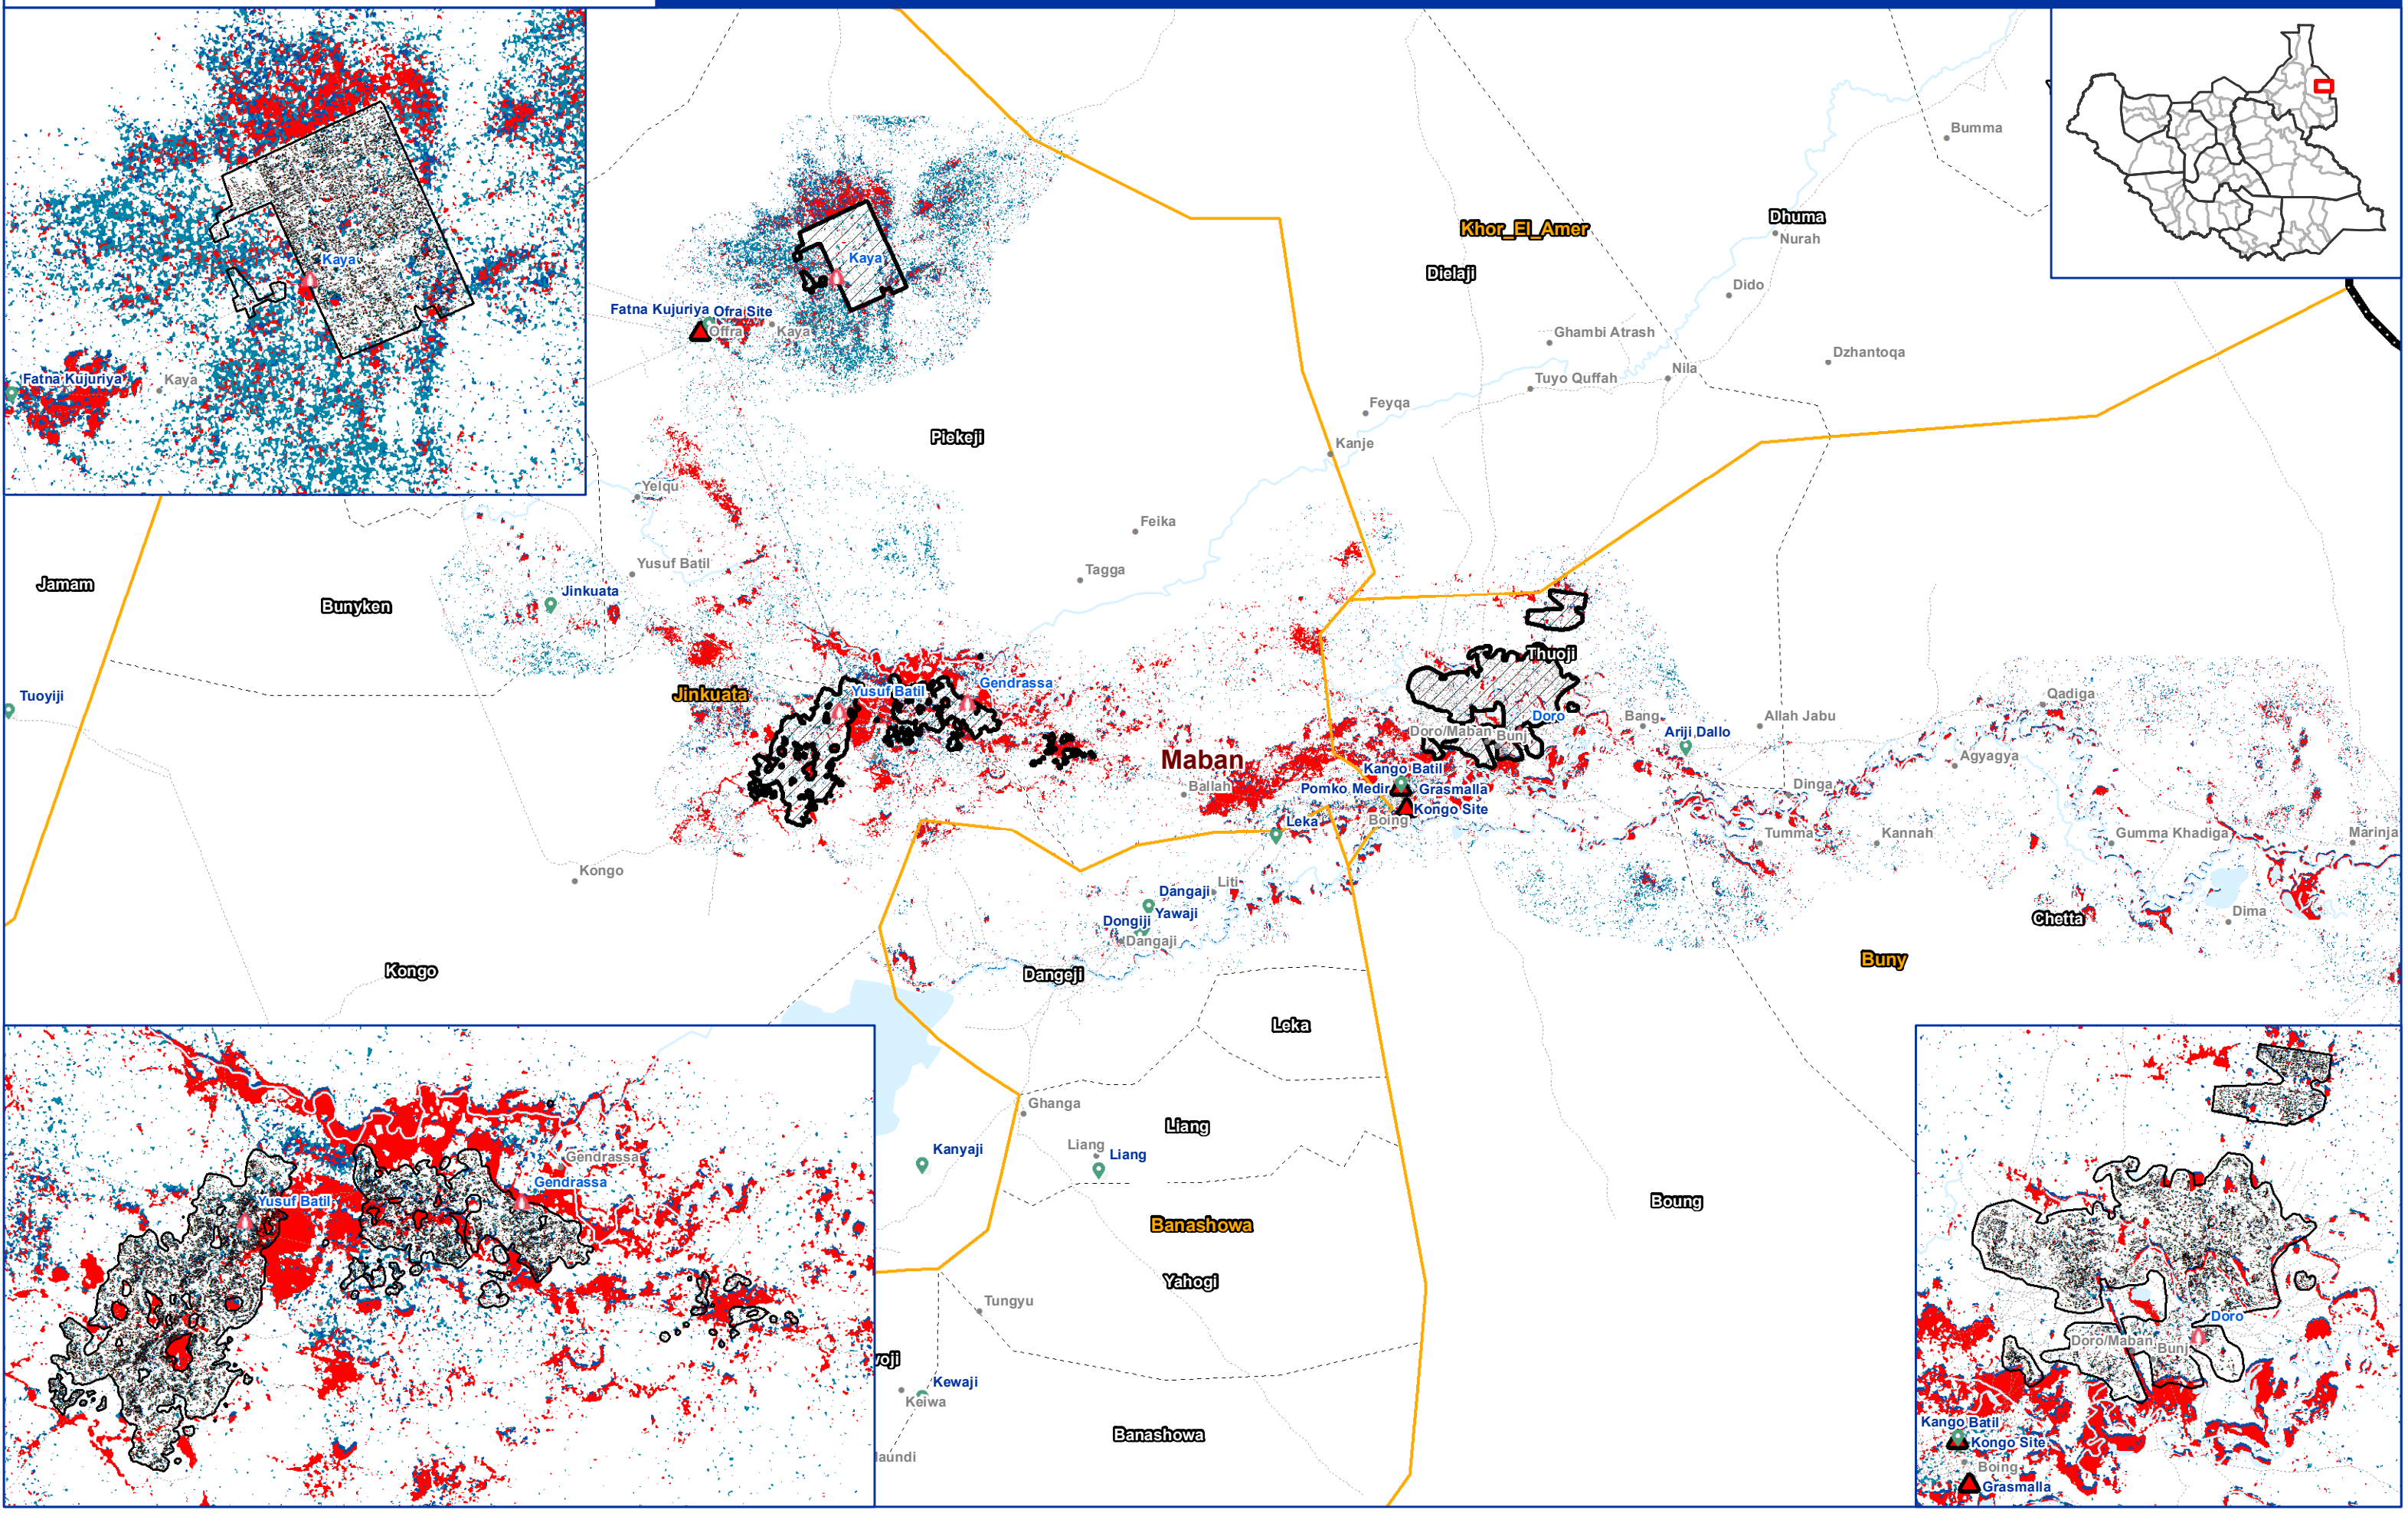 Kaya
Fatna Kujuriya
Kaya
Bumma
Dhuma
Nurah
Khor_El_Amer
Kaya
Dielaji
Dido
Fatna Kujuriya
Ofra Site
Offra
Kaya
Ghambi Atrash
Dzhantoqa
Nila
Tuyo Quffah
Feyqa
Piekeji
Kanje
Yelqu
Feika
Yusuf Batil
Tagga
Jamam
Jinkuata
Bunyken
Thuoji
Gendrassa
Yusuf Batil
Jinkuata
Tuoyiji
Qadiga
Doro
Bang
Allah Jabu
Doro/Maban
Bunj
Ariji Dallo
Maban
Agyagya
Kango Batil
Ballah
Pomko Medir
Grasmalla
Dinga
Kongo Site
Leka
Boing
Tumma
Kannah
Gumma Khadiga
Marinja
Kongo
Liti
Dangaji
Yawaji
Dongiji
Dangaji
Chetta
Dima
Buny
Kongo
Dangeji
Leka
Ghanga
Liang
Kanyaji
Liang
Liang
Gendrassa
Gendrassa
Yusuf Batil
Boung
Banashowa
Yahogi
Tungyu
Doro
Doro/Maban
Bunj
voji
Kewaji
Keiwa
Kango Batil
Banashowa
Kongo Site
Boing
Grasmalla